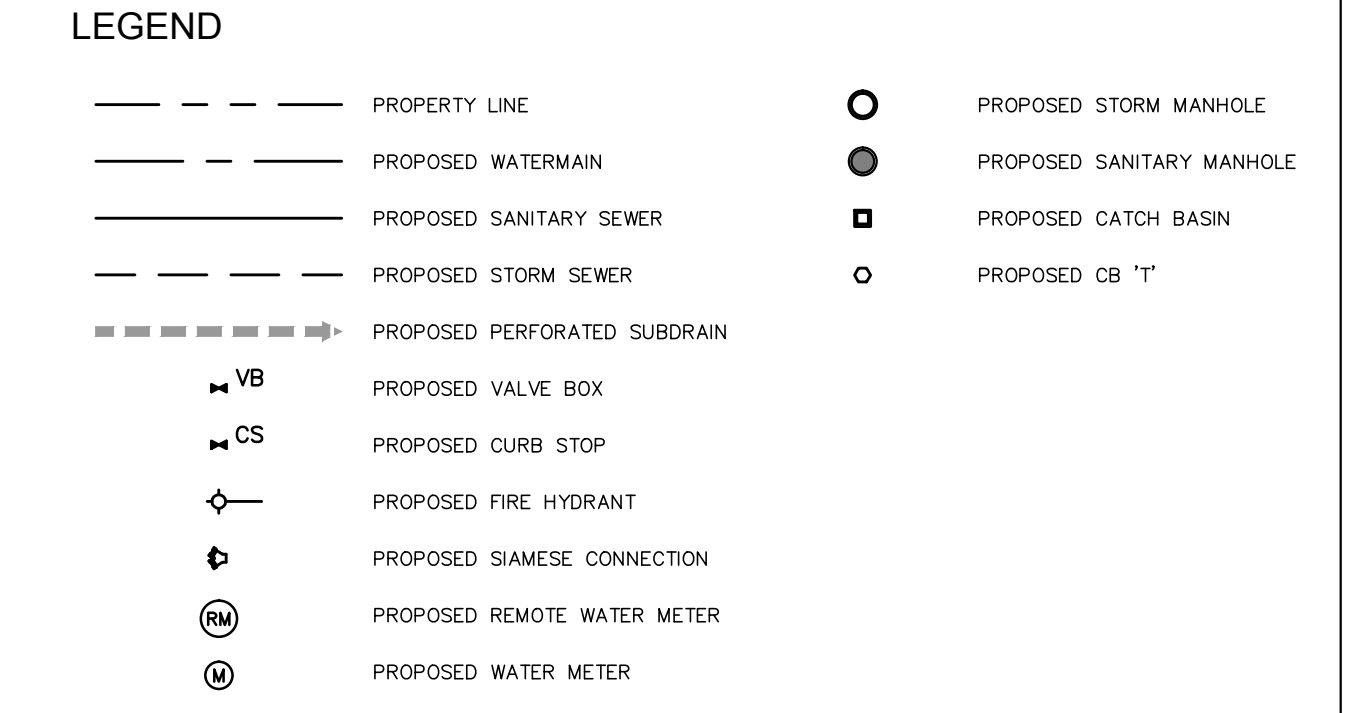 LEGEND
PROPERTY LINE
PROPOSED WATERMAIN
PROPOSED SANITARY SEWER
PROPOSED STORM SEWER
PROPOSED PERFORATED SUBDRAIN
VB PROPOSED VALVE BOX
CS PROPOSED CURB STOP
PROPOSED FIRE HYDRANT
PROPOSED SIAMESE CONNECTION
RM PROPOSED REMOTE WATER METER
M PROPOSED WATER METER
PROPOSED STORM MANHOLE
PROPOSED SANITARY MANHOLE
PROPOSED CATCH BASIN
PROPOSED CB 'T'